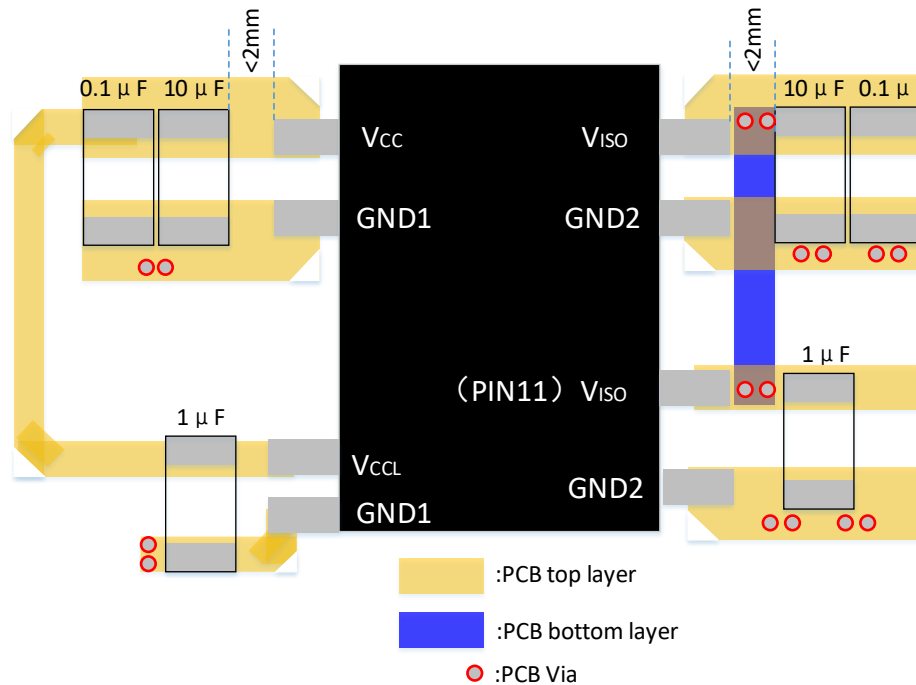 <2mm
<2mm
0.1 μ F
10 μ F
10 μ F
0.1 μ
VCC
VISO
GND1
GND2
1 μ F
（PIN11）VISO
1 μ F
VCCL
GND2
GND1
:PCB top layer
:PCB bottom layer
:PCB Via